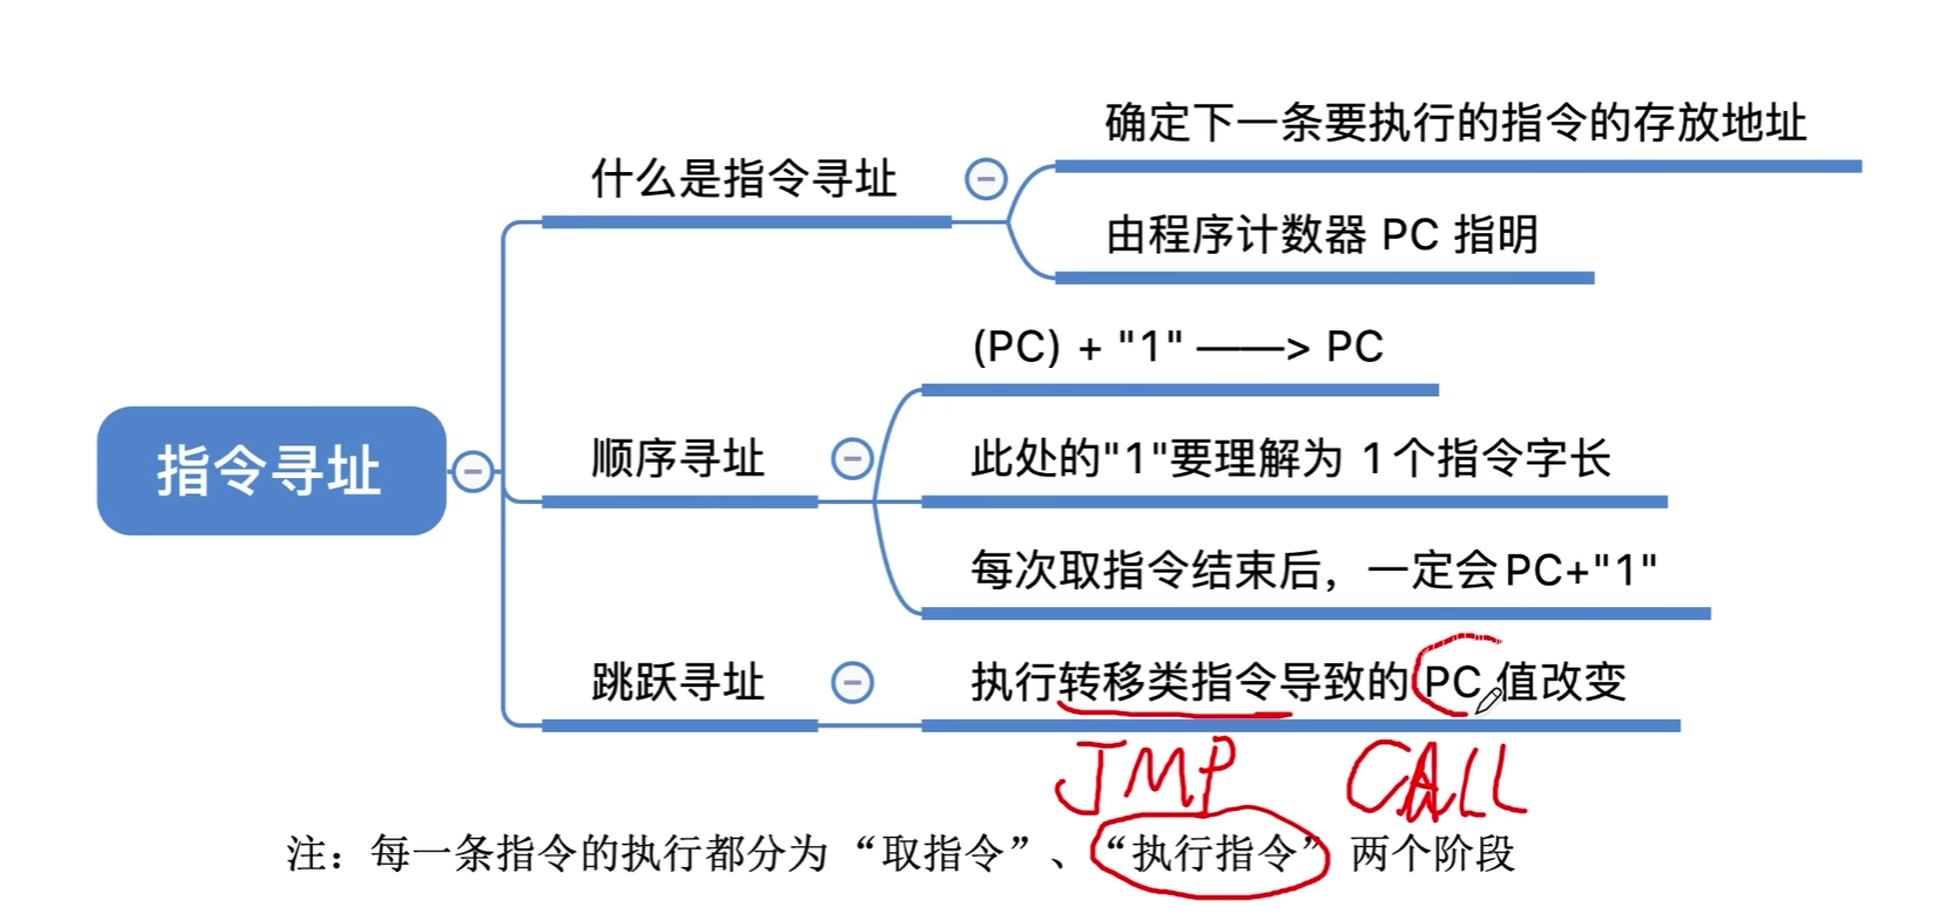 确定下一条要执行的指令的存放地址
什么是指令寻址
由程序计数器 PC 指明
(PC) + "1" ——> PC
指令寻址
顺序寻址
此处的"1"要理解为 1个指令字长
每次取指令结束后，一定会PC+"1"
跳跃寻址
执行转移类指令导致的 PC 值改变
JMP CALL
注：每一条指令的执行都分为 “取指令”、“执行指令” 两个阶段